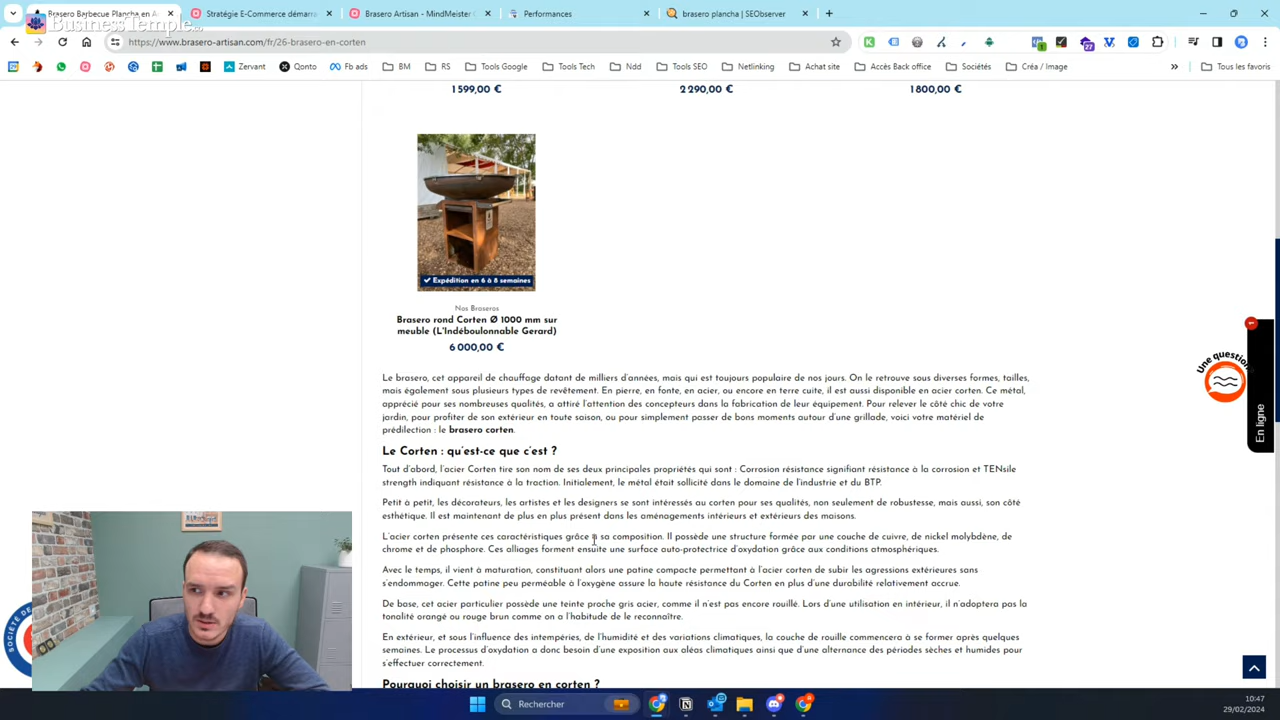 Brasero Barbecue Plancha en A
Stratégie E-Commerce démarra
Brasero Artisan - MindMeister
Performances
brasero plancha | SEObserver
BusinessTemple
https://www.brasero-artisan.com/fr/26-brasero-en-corten
Zervant
Qonto
Fb ads
BM
RS
Tools Google
Tools Tech
Ndd
Tools SEO
Netlinking
Achat site
Accès Back office
Sociétés
Créa / Image
Tous les favoris
1 599,00 €
2 290,00 €
1 800,00 €
Expédition en 6 à 8 semaines
Nos Braseros
Brasero rond Corten Ø 1000 mm sur
meuble (L'Indéboulonnable Gerard)
6 000,00 €
Une question
1
En ligne
Le brasero, cet appareil de chauffage datant de milliers d'années, mais qui est toujours populaire de nos jours. On le retrouve sous diverses formes, tailles,
mais également sous plusieurs types de revêtement. En pierre, en fonte, en acier, ou encore en terre cuite, il est aussi disponible en acier corten. Ce métal,
apprécié pour ses nombreuses qualités, a attiré l'attention des concepteurs dans la fabrication de leur équipement. Pour relever le côté chic de votre
jardin, pour profiter de son extérieur en toute saison, ou pour simplement passer de bons moments autour d'une grillade, voici votre matériel de
prédilection : le brasero corten.
Le Corten : qu'est-ce que c'est ?
Tout d'abord, l'acier Corten tire son nom de ses deux principales propriétés qui sont : Corrosion résistance signifiant résistance à la corrosion et TENsile
strength indiquant résistance à la traction. Initialement, le métal était sollicité dans le domaine de l'industrie et du BTP.
Petit à petit, les décorateurs, les artistes et les designers se sont intéressés au corten pour ses qualités, non seulement de robustesse, mais aussi, son côté
esthétique. Il est maintenant de plus en plus présent dans les aménagements intérieurs et extérieurs des maisons.
L'acier corten présente ces caractéristiques grâce à sa composition. Il possède une structure formée par une couche de cuivre, de nickel molybdène, de
chrome et de phosphore. Ces alliages forment ensuite une surface auto-protectrice d'oxydation grâce aux conditions atmosphériques.
Avec le temps, il vient à maturation, constituant alors une patine compacte permettant à l'acier corten de subir les agressions extérieures sans
s'endommager. Cette patine peu perméable à l'oxygène assure la haute résistance du Corten en plus d'une durabilité relativement accrue.
De base, cet acier particulier possède une teinte proche gris acier, comme il n'est pas encore rouillé. Lors d'une utilisation en intérieur, il n'adoptera pas la
tonalité orangé ou rouge brun comme on a l'habitude de le reconnaître.
En extérieur, et sous l'influence des intempéries, de l'humidité et des variations climatiques, la couche de rouille commencera à se former après quelques
semaines. Le processus d'oxydation a donc besoin d'une exposition aux aléas climatiques ainsi que d'une alternance des périodes sèches et humides pour
s'effectuer correctement.
Pourquoi choisir un brasero en corten ?
Rechercher
10:47
29/02/2024